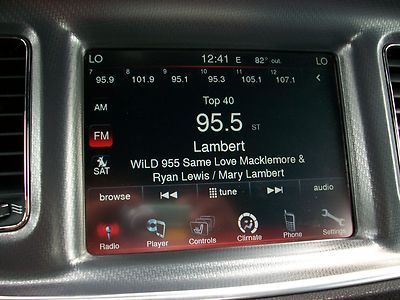 LO 12:41 E 82° out. LO
7 8 9 10 11 12
95.9 101.9 95.1 95.3 105.1 107.1 <
AM
Top 40
FM
95.5 ST
Lambert
SAT
WiLD 955 Same Love Macklemore &
Ryan Lewis / Mary Lambert
browse tune audio
Radio Player Controls Climate Phone Settings